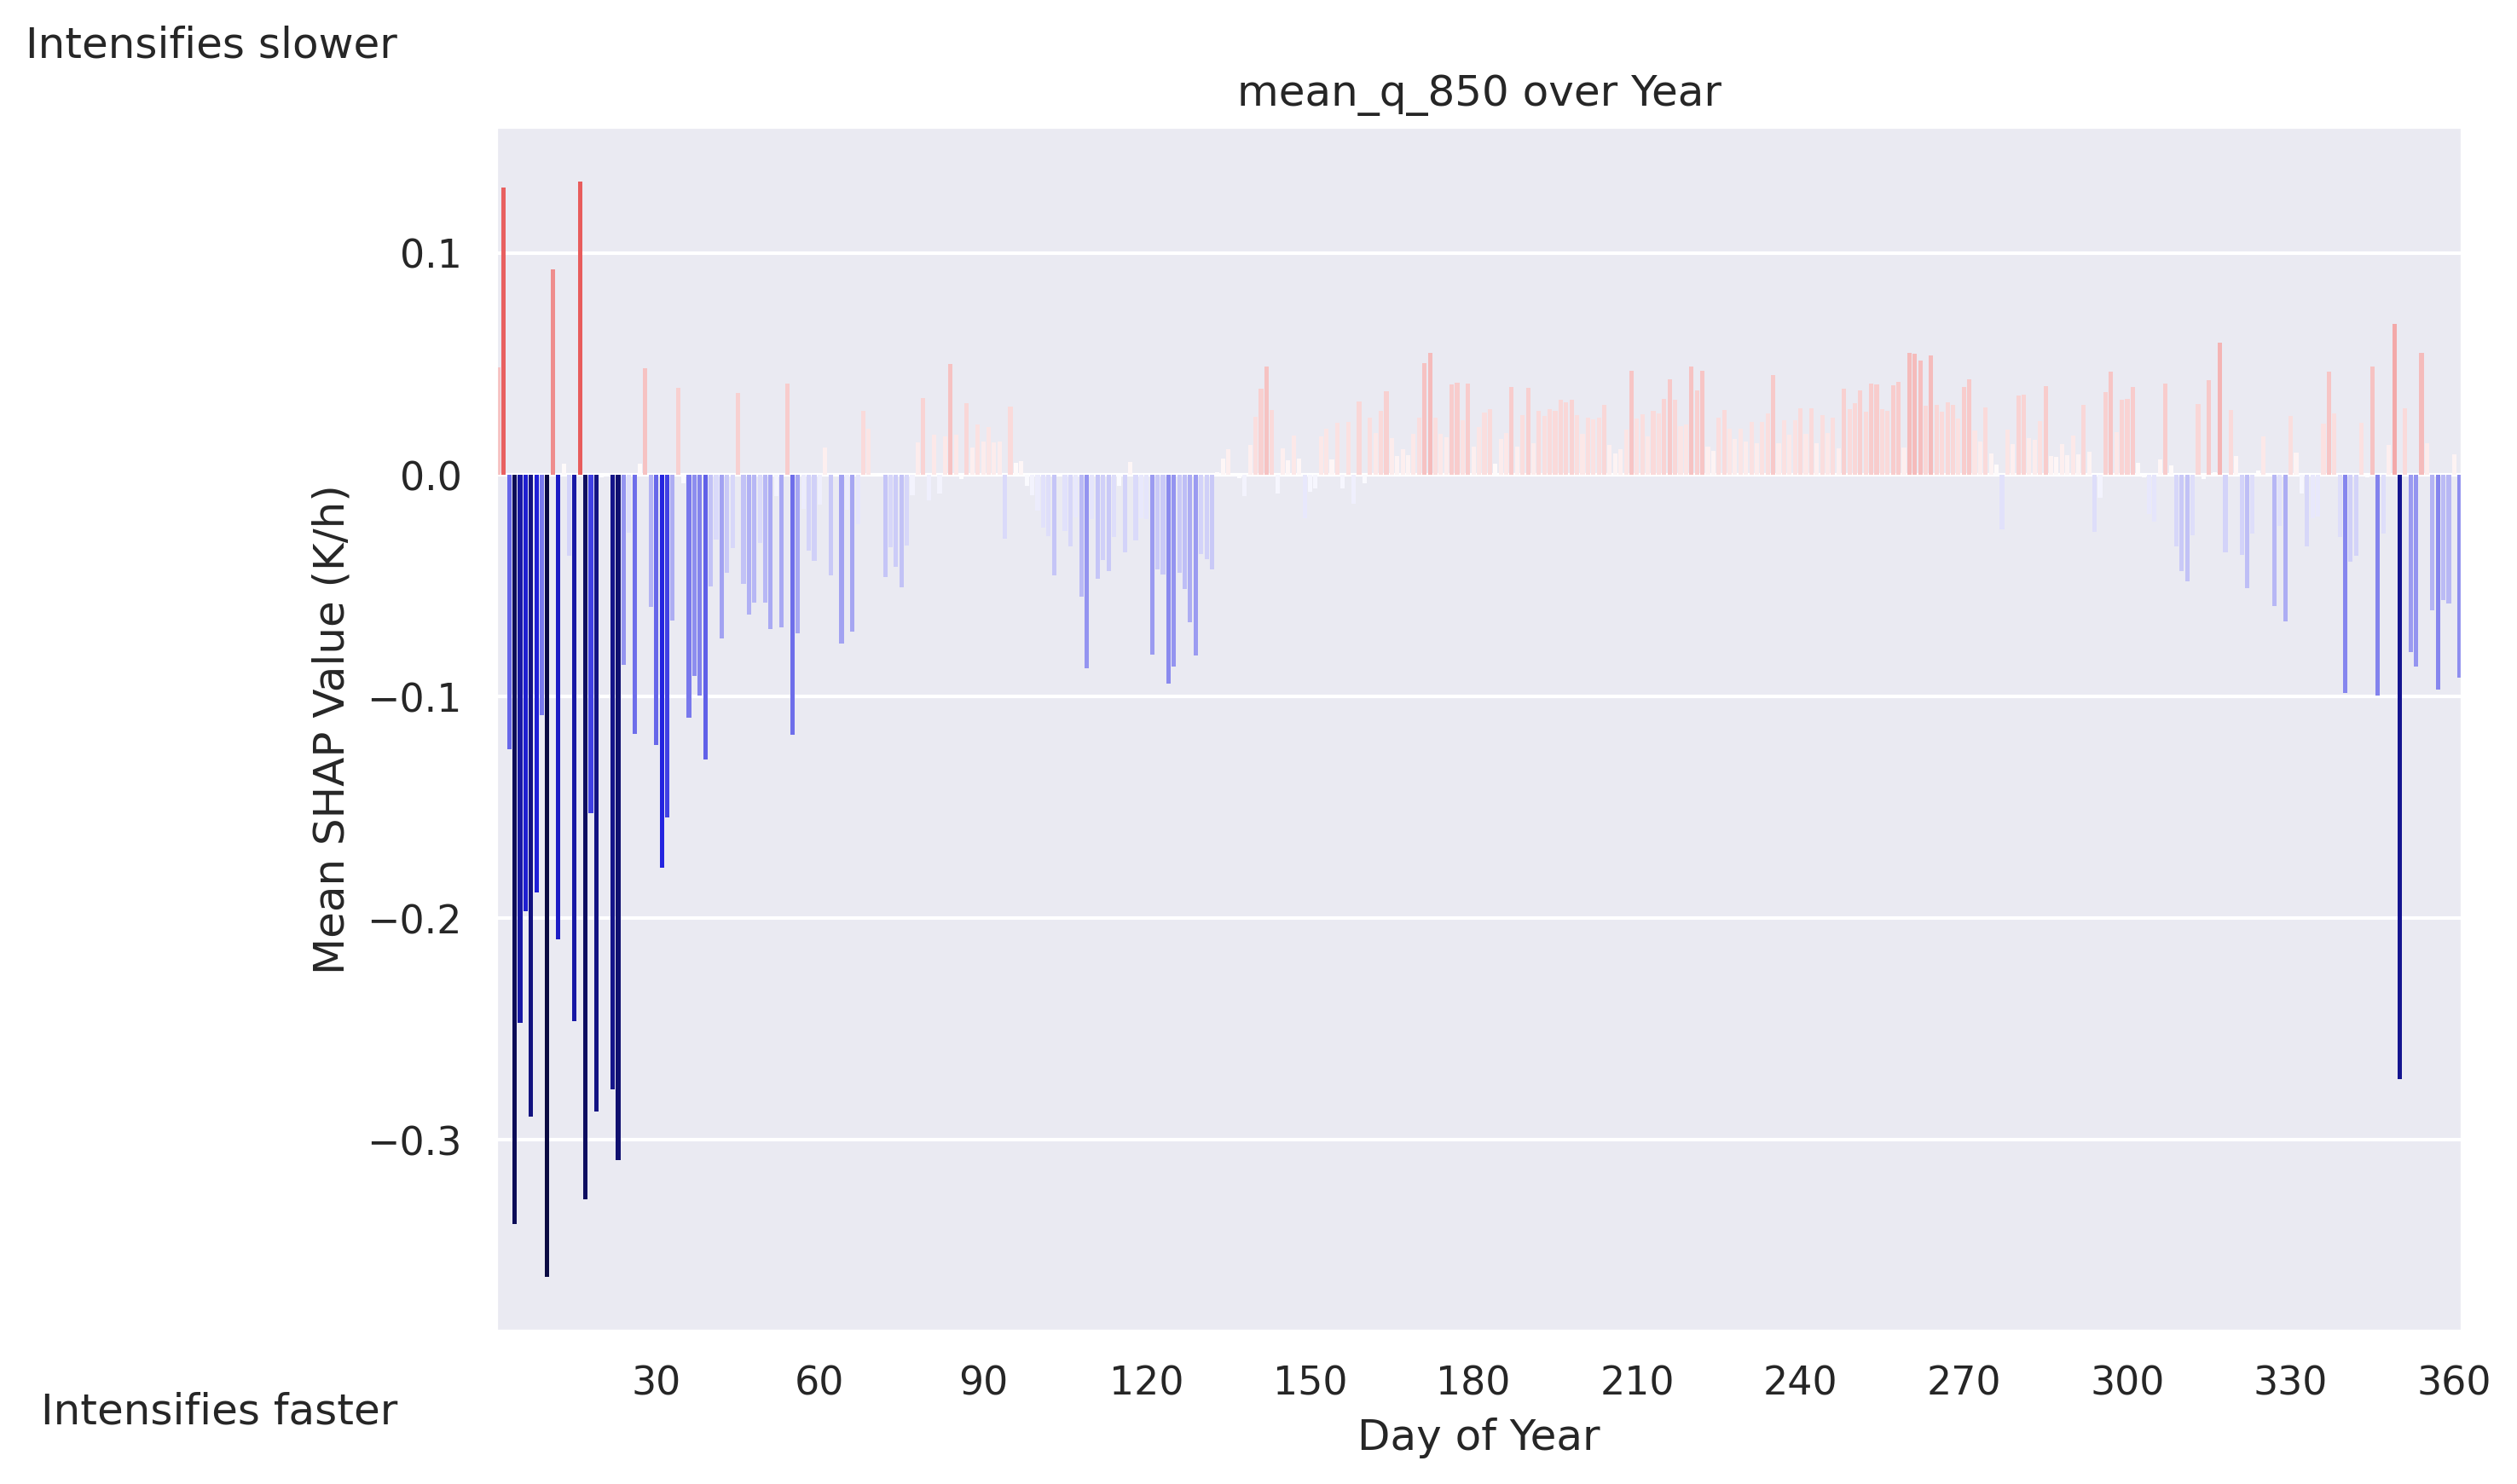 Intensifies slower
mean_q_850 over Year
Mean SHAP Value (K/h)
0.1
0.0
−0.1
−0.2
−0.3
30 60 90 120 150 180 210 240 270 300 330 360
Intensifies faster
Day of Year